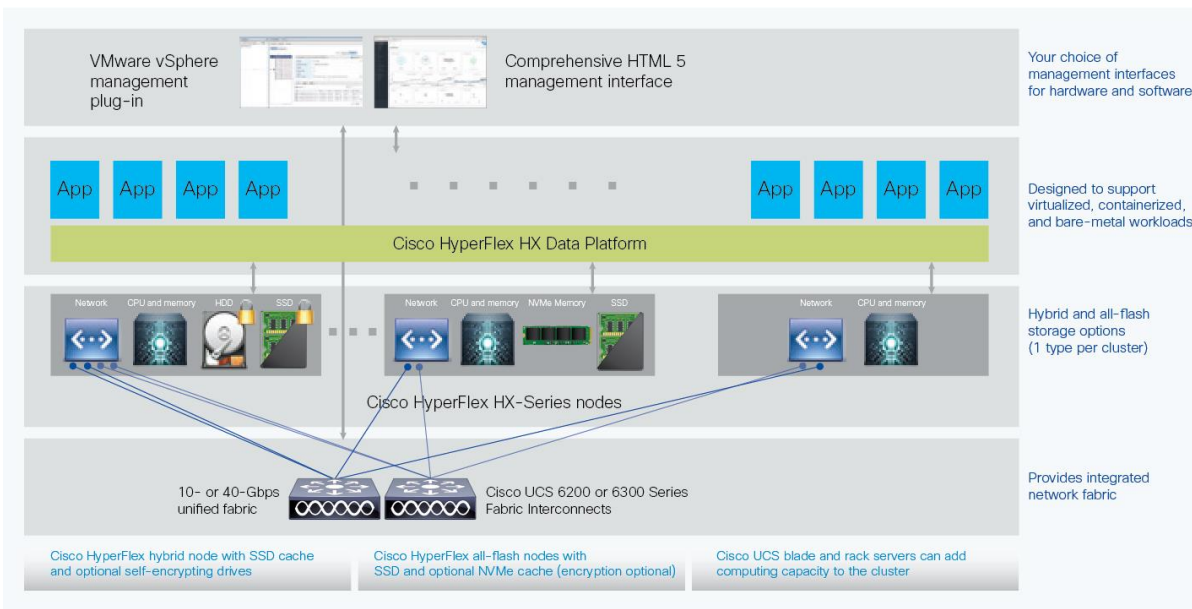 VMware vSphere
management
plug-in
Comprehensive HTML 5
management interface
Your choice of
management interfaces
for hardware and software
App App App App App App App App
Designed to support
virtualized, containerized,
and bare-metal workloads
Cisco HyperFlex HX Data Platform
Network CPU and memory HDD SSD Network CPU and memory NVMe Memory SSD Network CPU and memory
Hybrid and all-flash
storage options
(1 type per cluster)
Cisco HyperFlex HX-Series nodes
10- or 40-Gbps
unified fabric
Cisco UCS 6200 or 6300 Series
Fabric Interconnects
Provides integrated
network fabric
Cisco HyperFlex hybrid node with SSD cache
and optional self-encrypting drives
Cisco HyperFlex all-flash nodes with
SSD and optional NVMe cache (encryption optional)
Cisco UCS blade and rack servers can add
computing capacity to the cluster